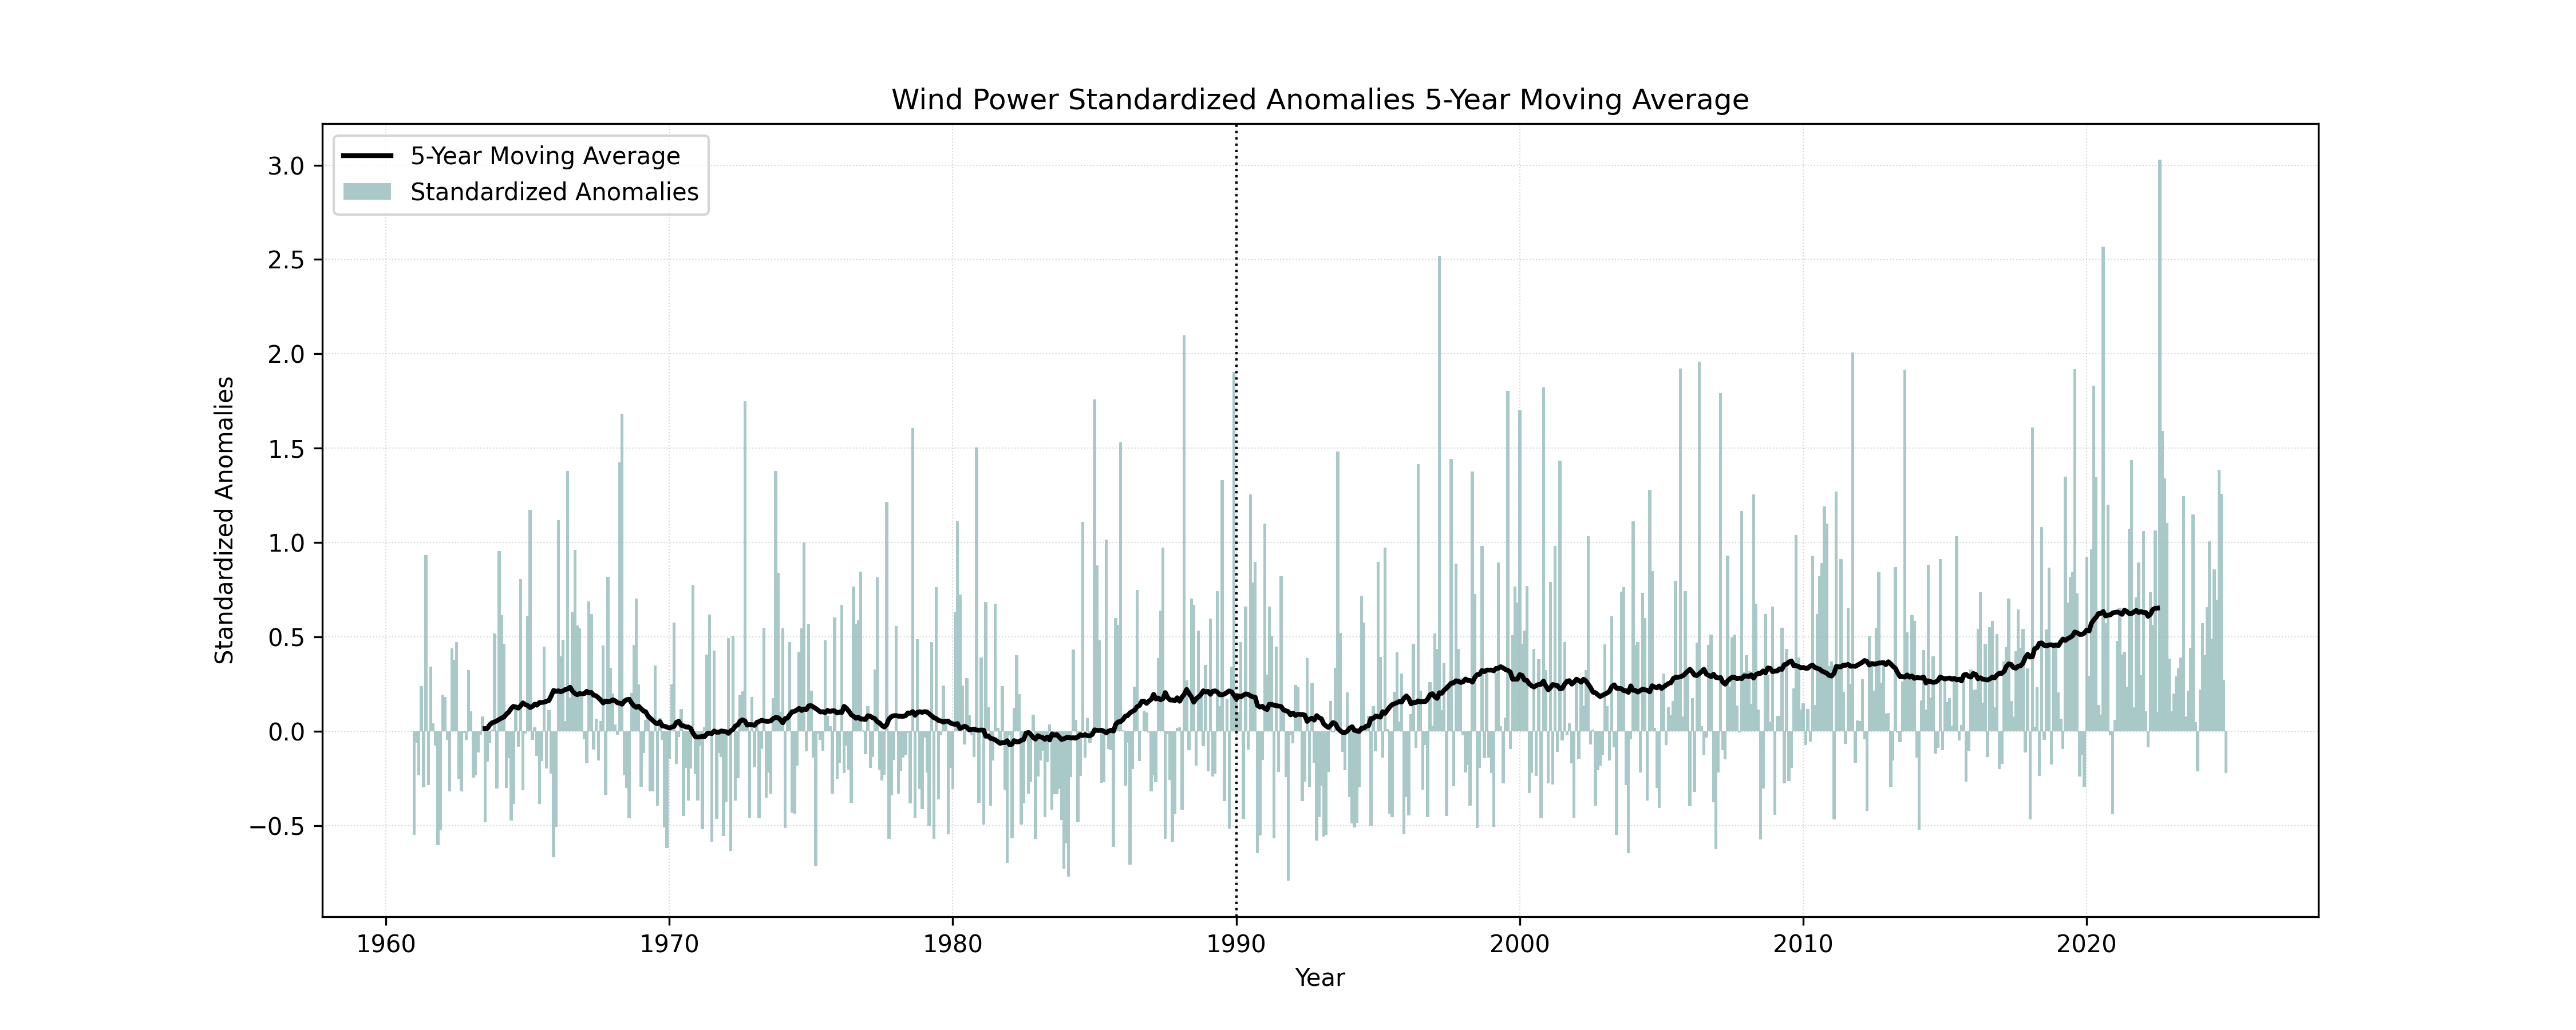 Wind Power Standardized Anomalies 5-Year Moving Average
5-Year Moving Average
Standardized Anomalies
3.0
2.5
2.0
1.5
1.0
0.5
0.0
−0.5
Standardized Anomalies
1960 1970 1980 1990 2000 2010 2020
Year